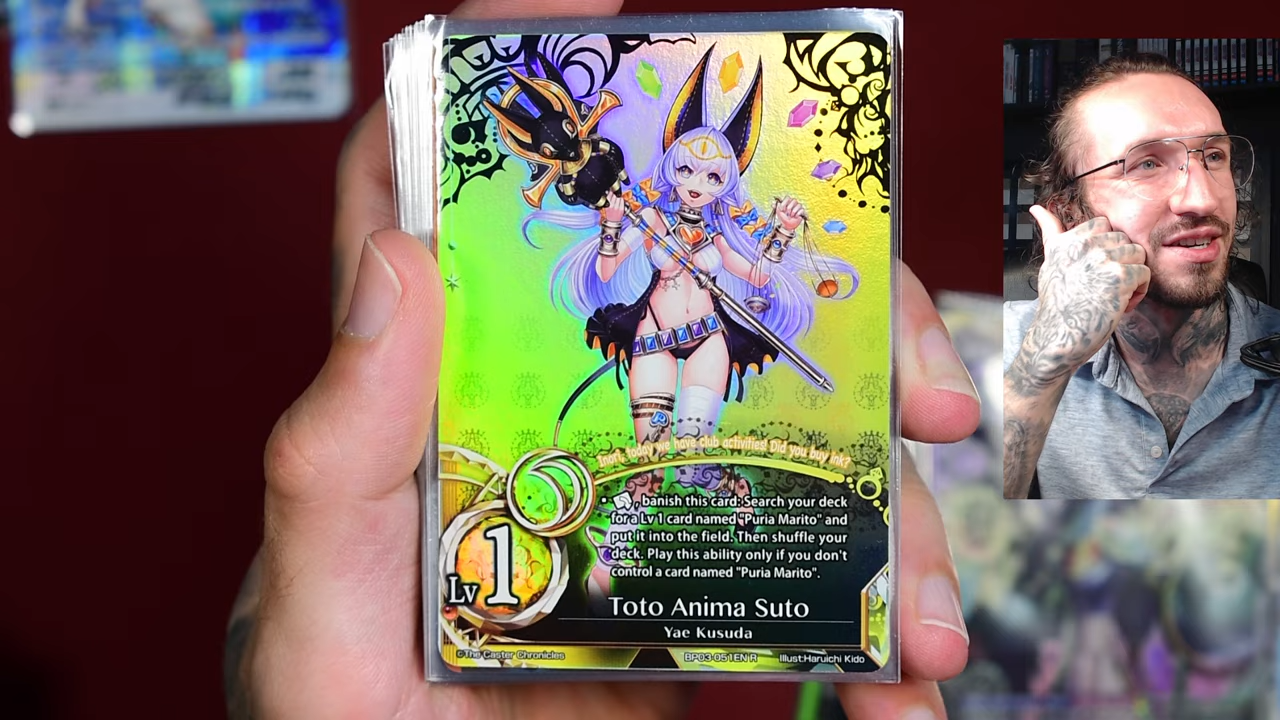 Inori, today we have club activities! Did you buy ink?
, banish this card: Search your deck
for a Lv 1 card named "Puria Marito" and
put it into the field. Then shuffle your
deck. Play this ability only if you don't
control a card named "Puria Marito".
Lv 1
Toto Anima Suto
Yae Kusuda
©The Caster Chronicles BP03-051EN R Illust:Haruichi Kido